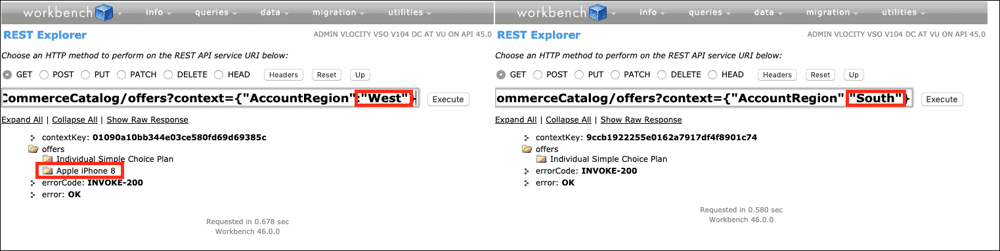 workbench info queries data migration utilities
REST Explorer
ADMIN VLOCITY VSO V104 DC AT VU ON API 45.0
Choose an HTTP method to perform on the REST API service URI below:
GET POST PUT PATCH DELETE HEAD Headers Reset Up
CommerceCatalog/offers?context={"AccountRegion":"West"} Execute
Expand All | Collapse All | Show Raw Response
contextKey: 01090a10bb344e03ce580fd69d69385c
offers
Individual Simple Choice Plan
Apple iPhone 8
errorCode: INVOKE-200
error: OK
Requested in 0.678 sec
Workbench 46.0.0
workbench info queries data migration utilities
REST Explorer
ADMIN VLOCITY VSO V104 DC AT VU ON API 45.0
Choose an HTTP method to perform on the REST API service URI below:
GET POST PUT PATCH DELETE HEAD Headers Reset Up
ommerceCatalog/offers?context={"AccountRegion" "South"} Execute
Expand All | Collapse All | Show Raw Response
contextKey: 9ccb1922255e0162a7917df4f8901c74
offers
Individual Simple Choice Plan
errorCode: INVOKE-200
error: OK
Requested in 0.580 sec
Workbench 46.0.0